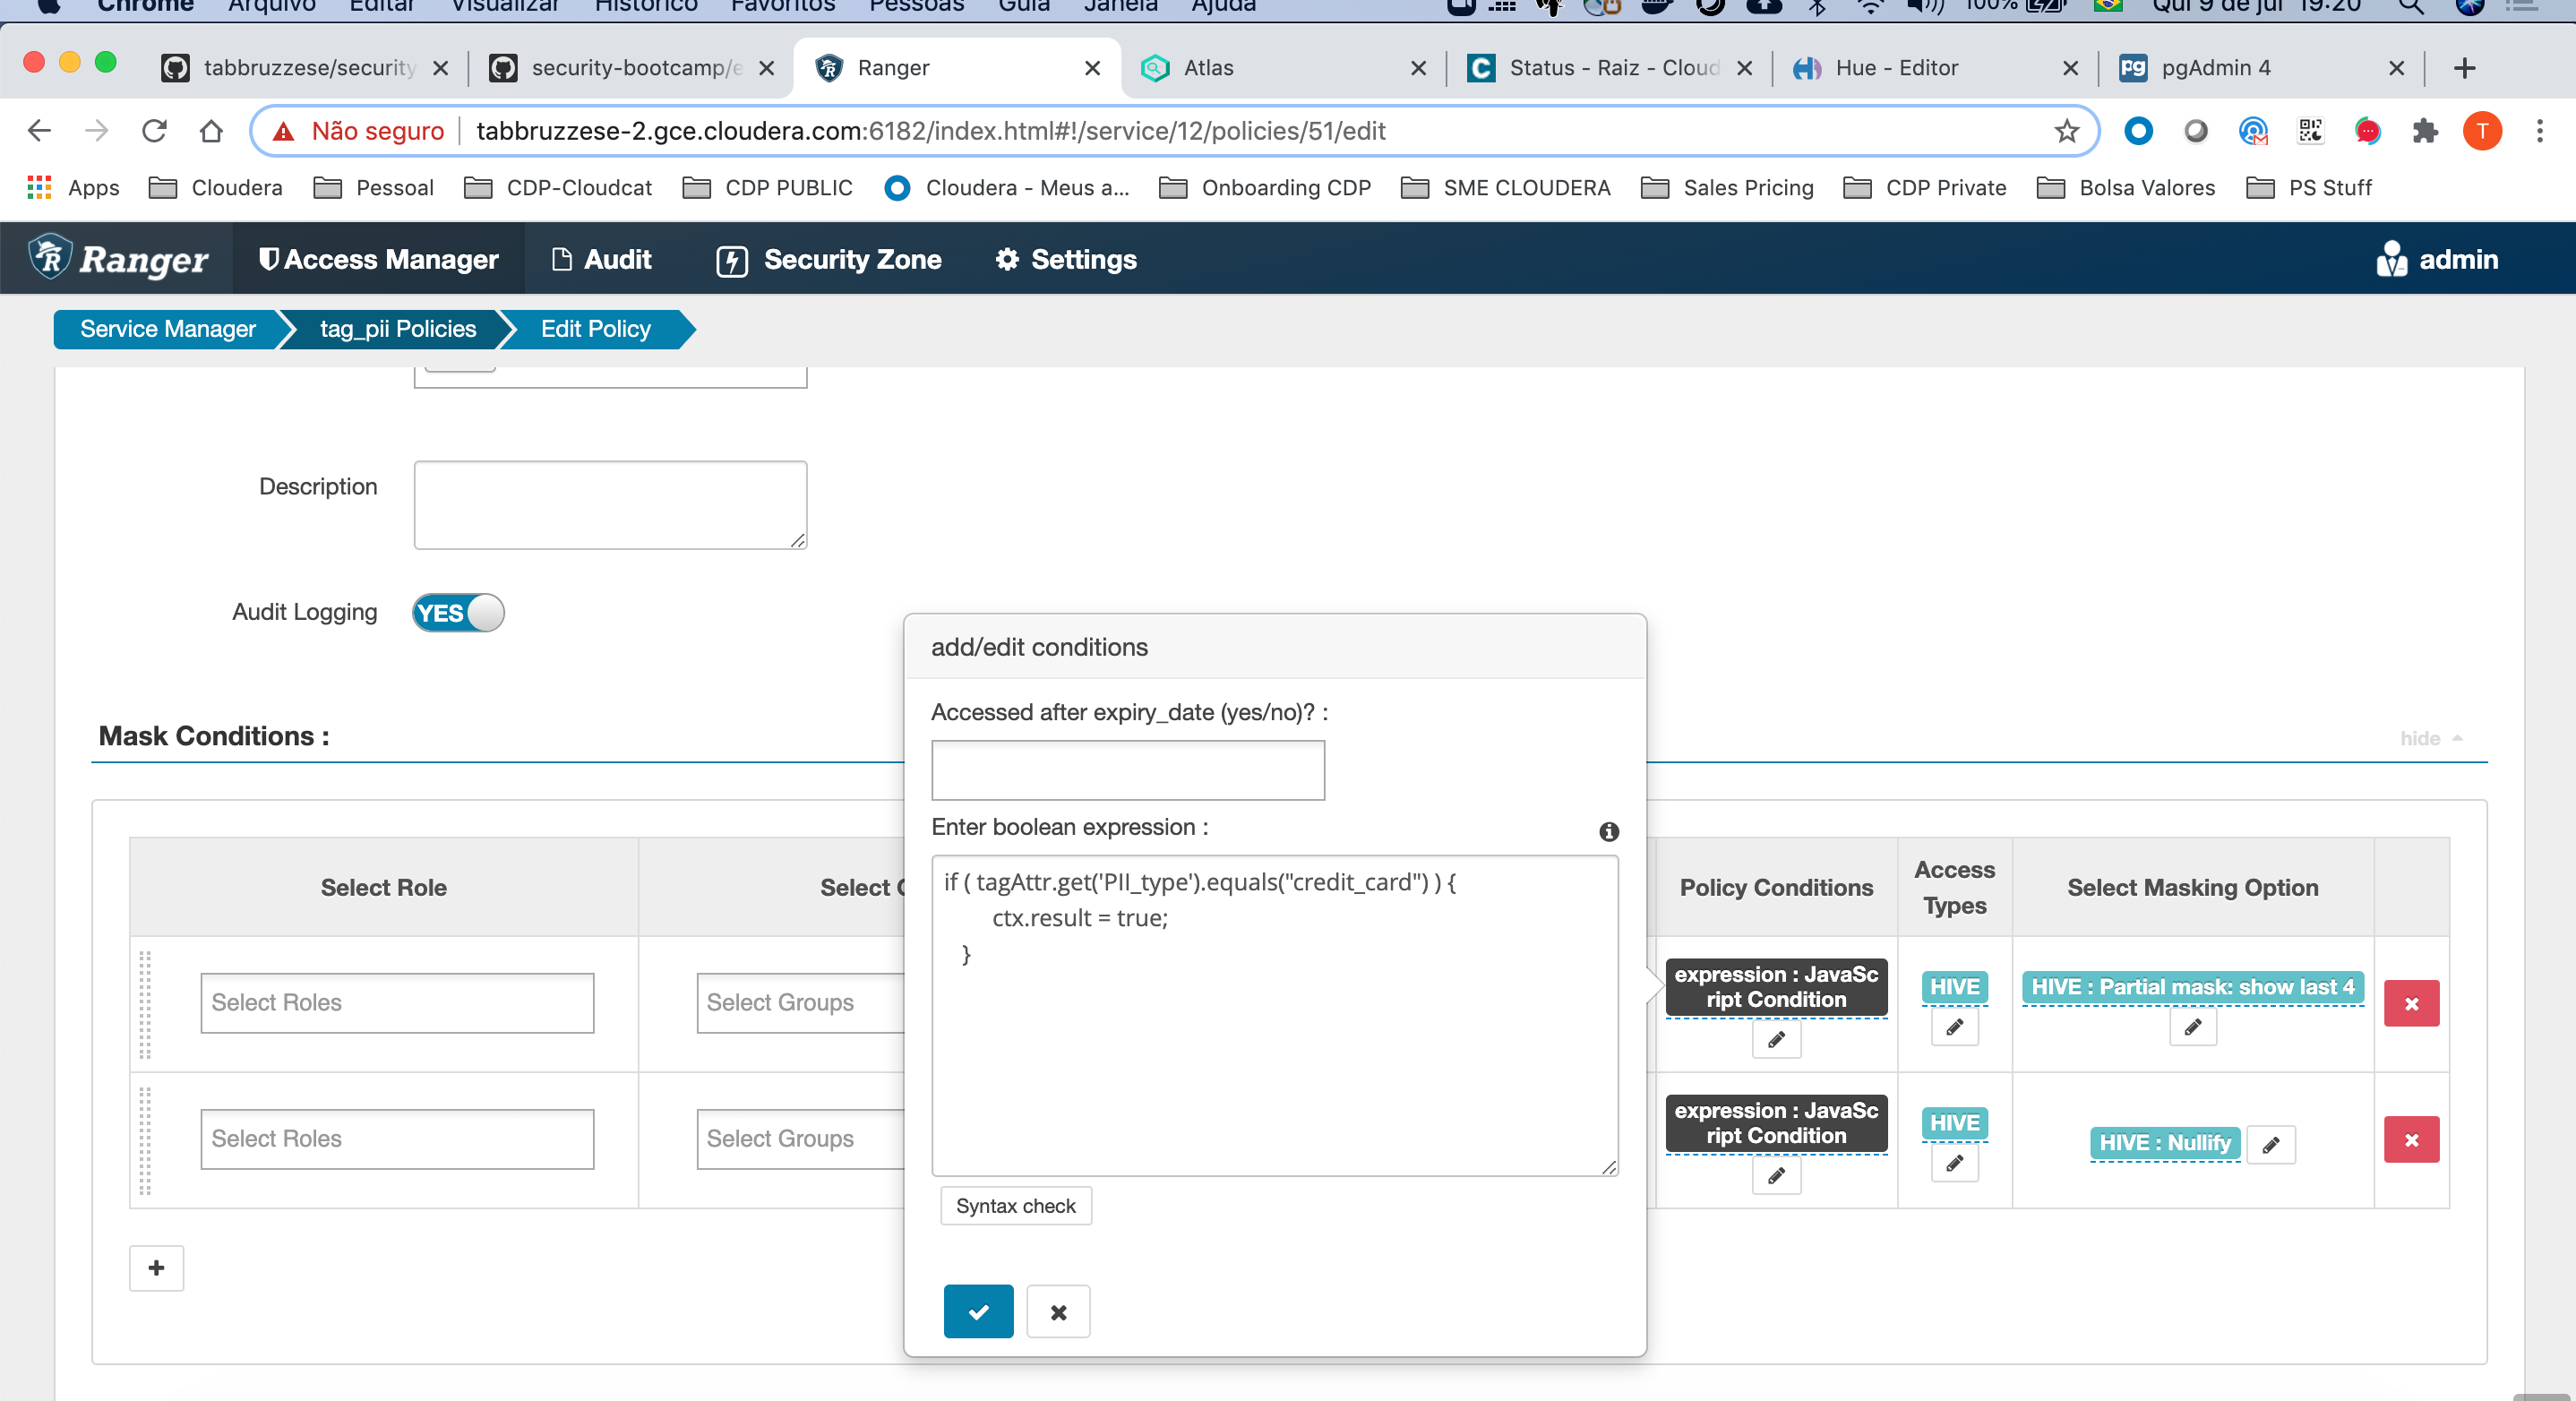 Chrome Arquivo Editar Visualizar Histórico Favoritos Pessoas Guia Janela Ajuda 100% Qui 9 de jul 19:20
tabbruzzese/security
security-bootcamp/e
Ranger
Atlas
Status - Raiz - Cloud
Hue - Editor
pgAdmin 4
Não seguro
tabbruzzese-2.gce.cloudera.com:6182/index.html#!/service/12/policies/51/edit
T
Apps Cloudera Pessoal CDP-Cloudcat CDP PUBLIC Cloudera - Meus a... Onboarding CDP SME CLOUDERA Sales Pricing CDP Private Bolsa Valores PS Stuff
Ranger Access Manager Audit Security Zone Settings admin
Service Manager tag_pii Policies Edit Policy
Description
Audit Logging YES
add/edit conditions
Accessed after expiry_date (yes/no)? :
Mask Conditions :
hide
Enter boolean expression :
if ( tagAttr.get('PII_type').equals("credit_card") ) {
ctx.result = true;
}
Syntax check
Select Role
Policy Conditions
Access
Types
Select Masking Option
Select Roles
Select Groups
expression : JavaSc
ript Condition
HIVE
HIVE : Partial mask: show last 4
Select Roles
Select Groups
expression : JavaSc
ript Condition
HIVE
HIVE : Nullify
+